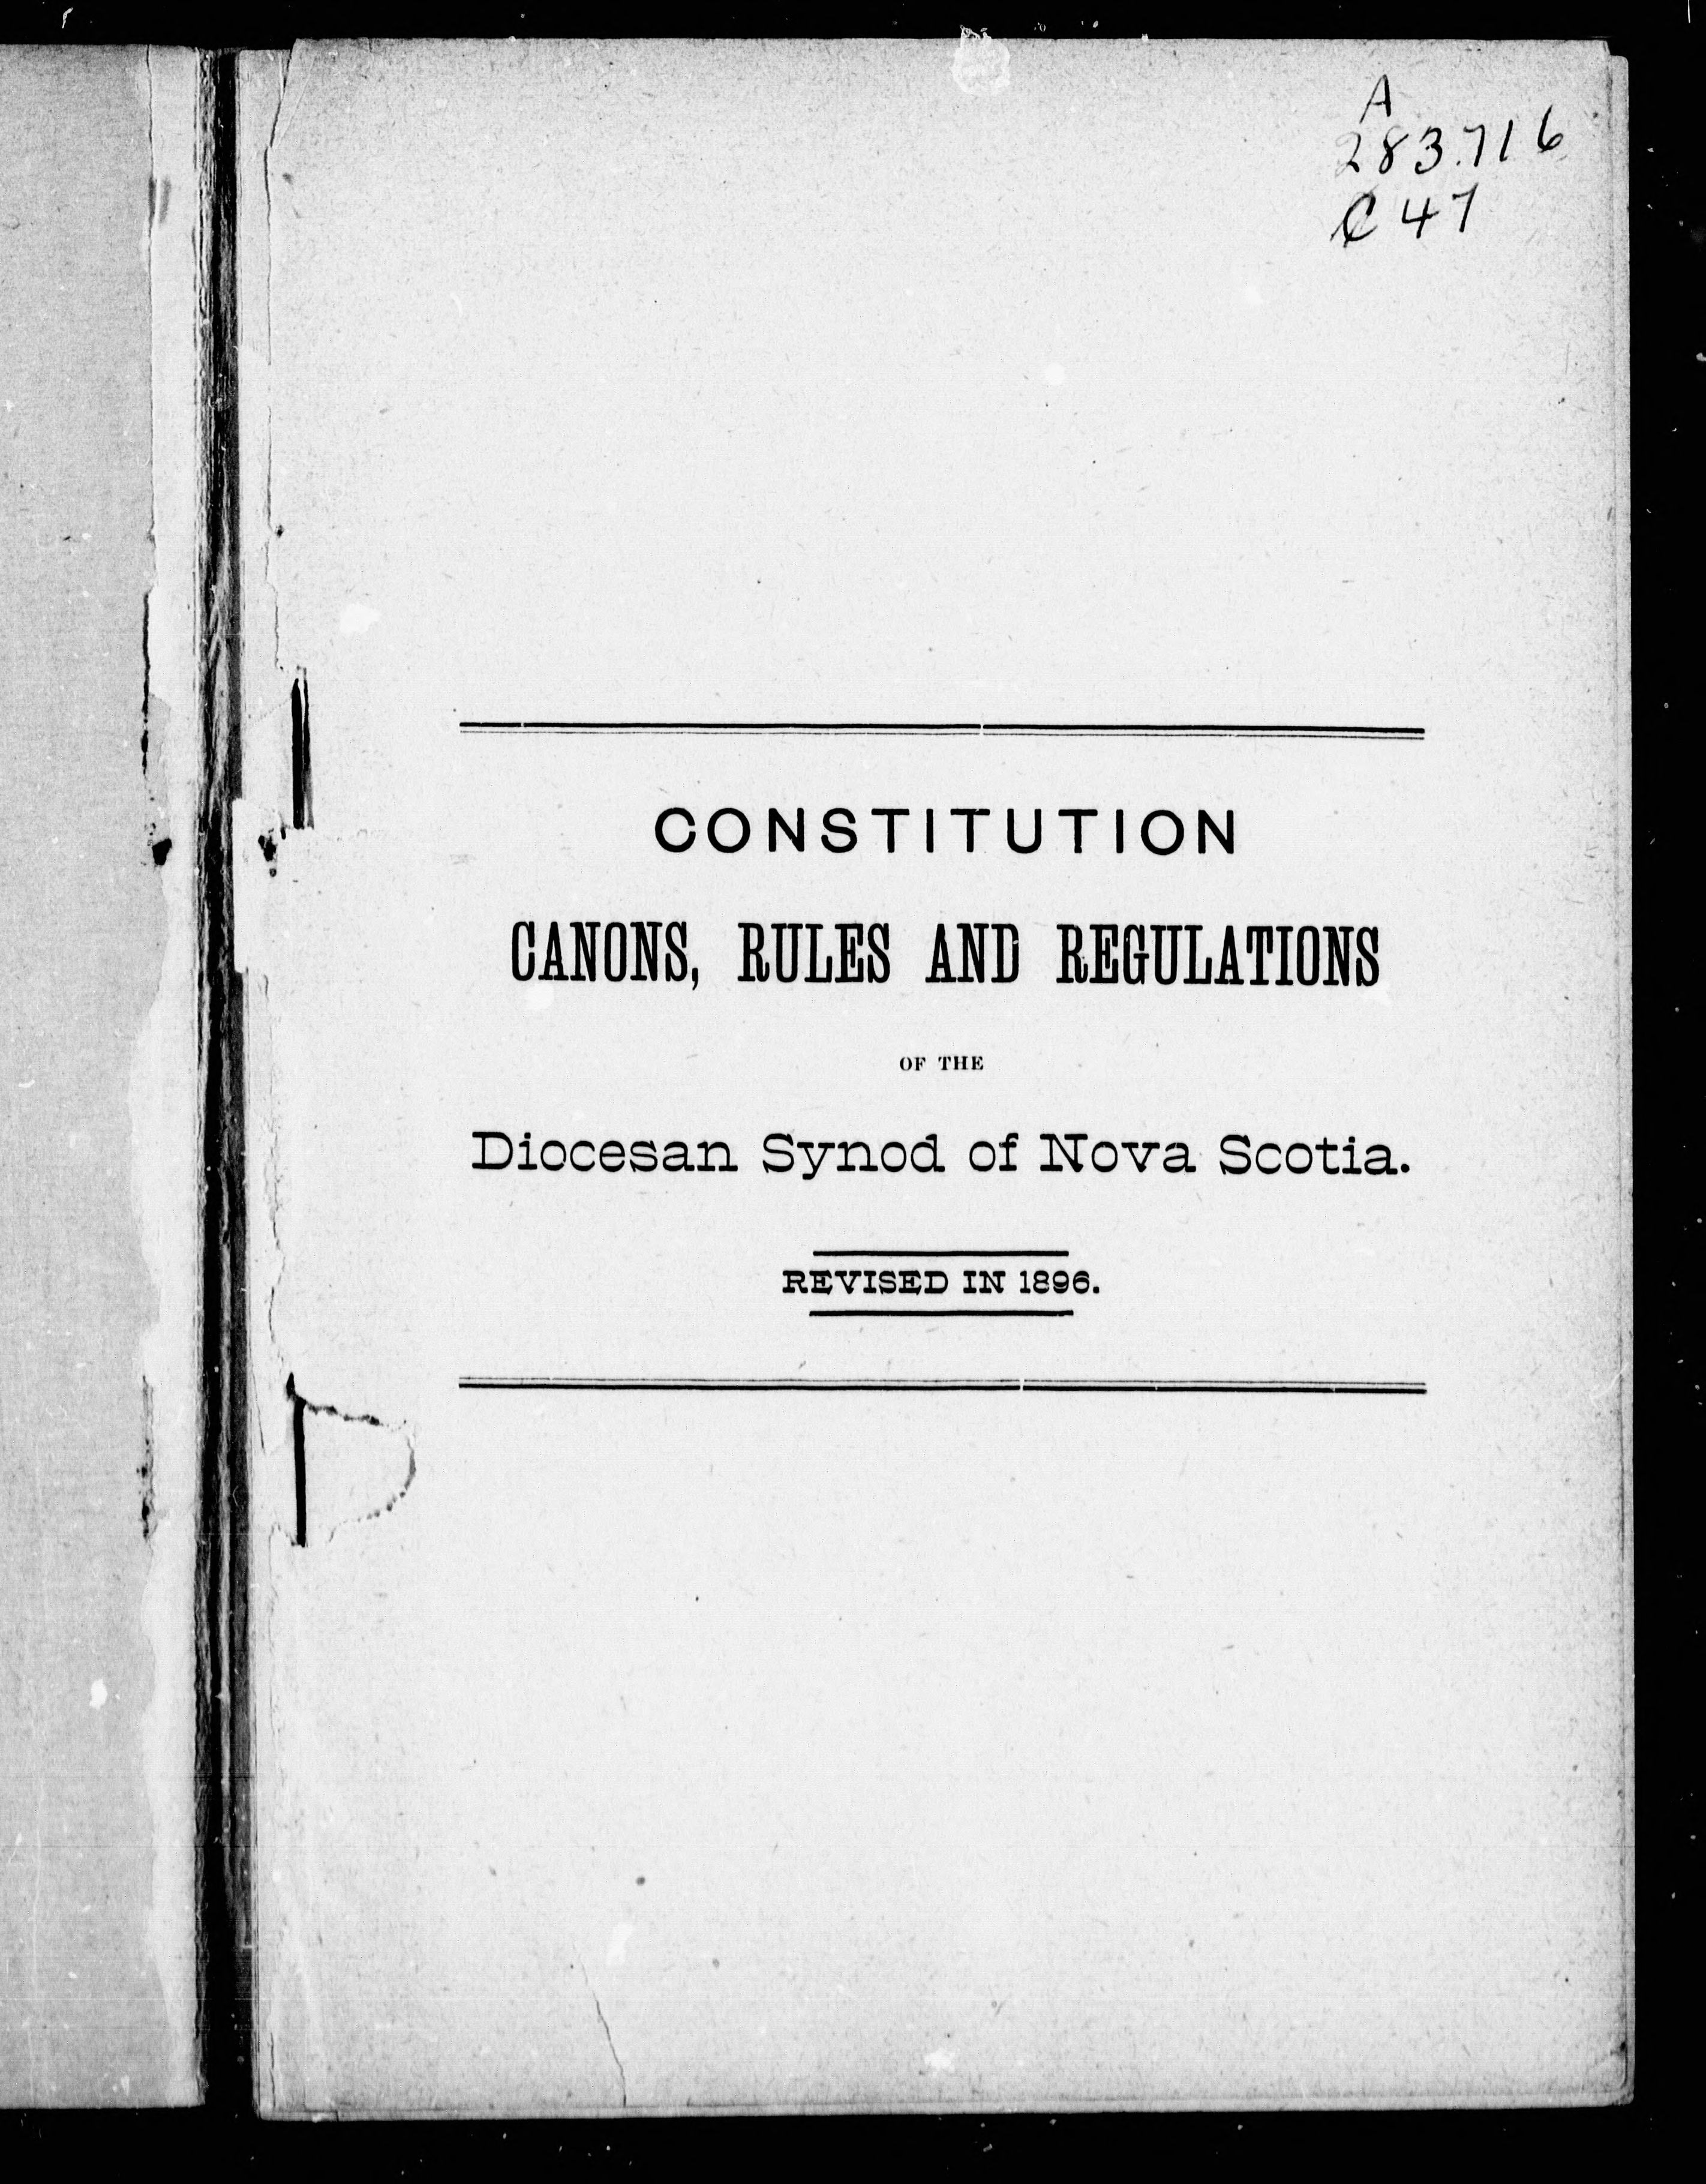 A
283.716
C47
CONSTITUTION
CANONS, RULES AND REGULATIONS
OF THE
Diocesan Synod of Nova Scotia.
REVISED IN 1896.